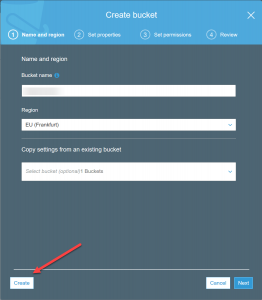 Create bucket
1 Name and region 2 Set properties 3 Set permissions 4 Review
Name and region
Bucket name
Region
EU (Frankfurt)
Copy settings from an existing bucket
Select bucket (optional)1 Buckets
Create Cancel Next